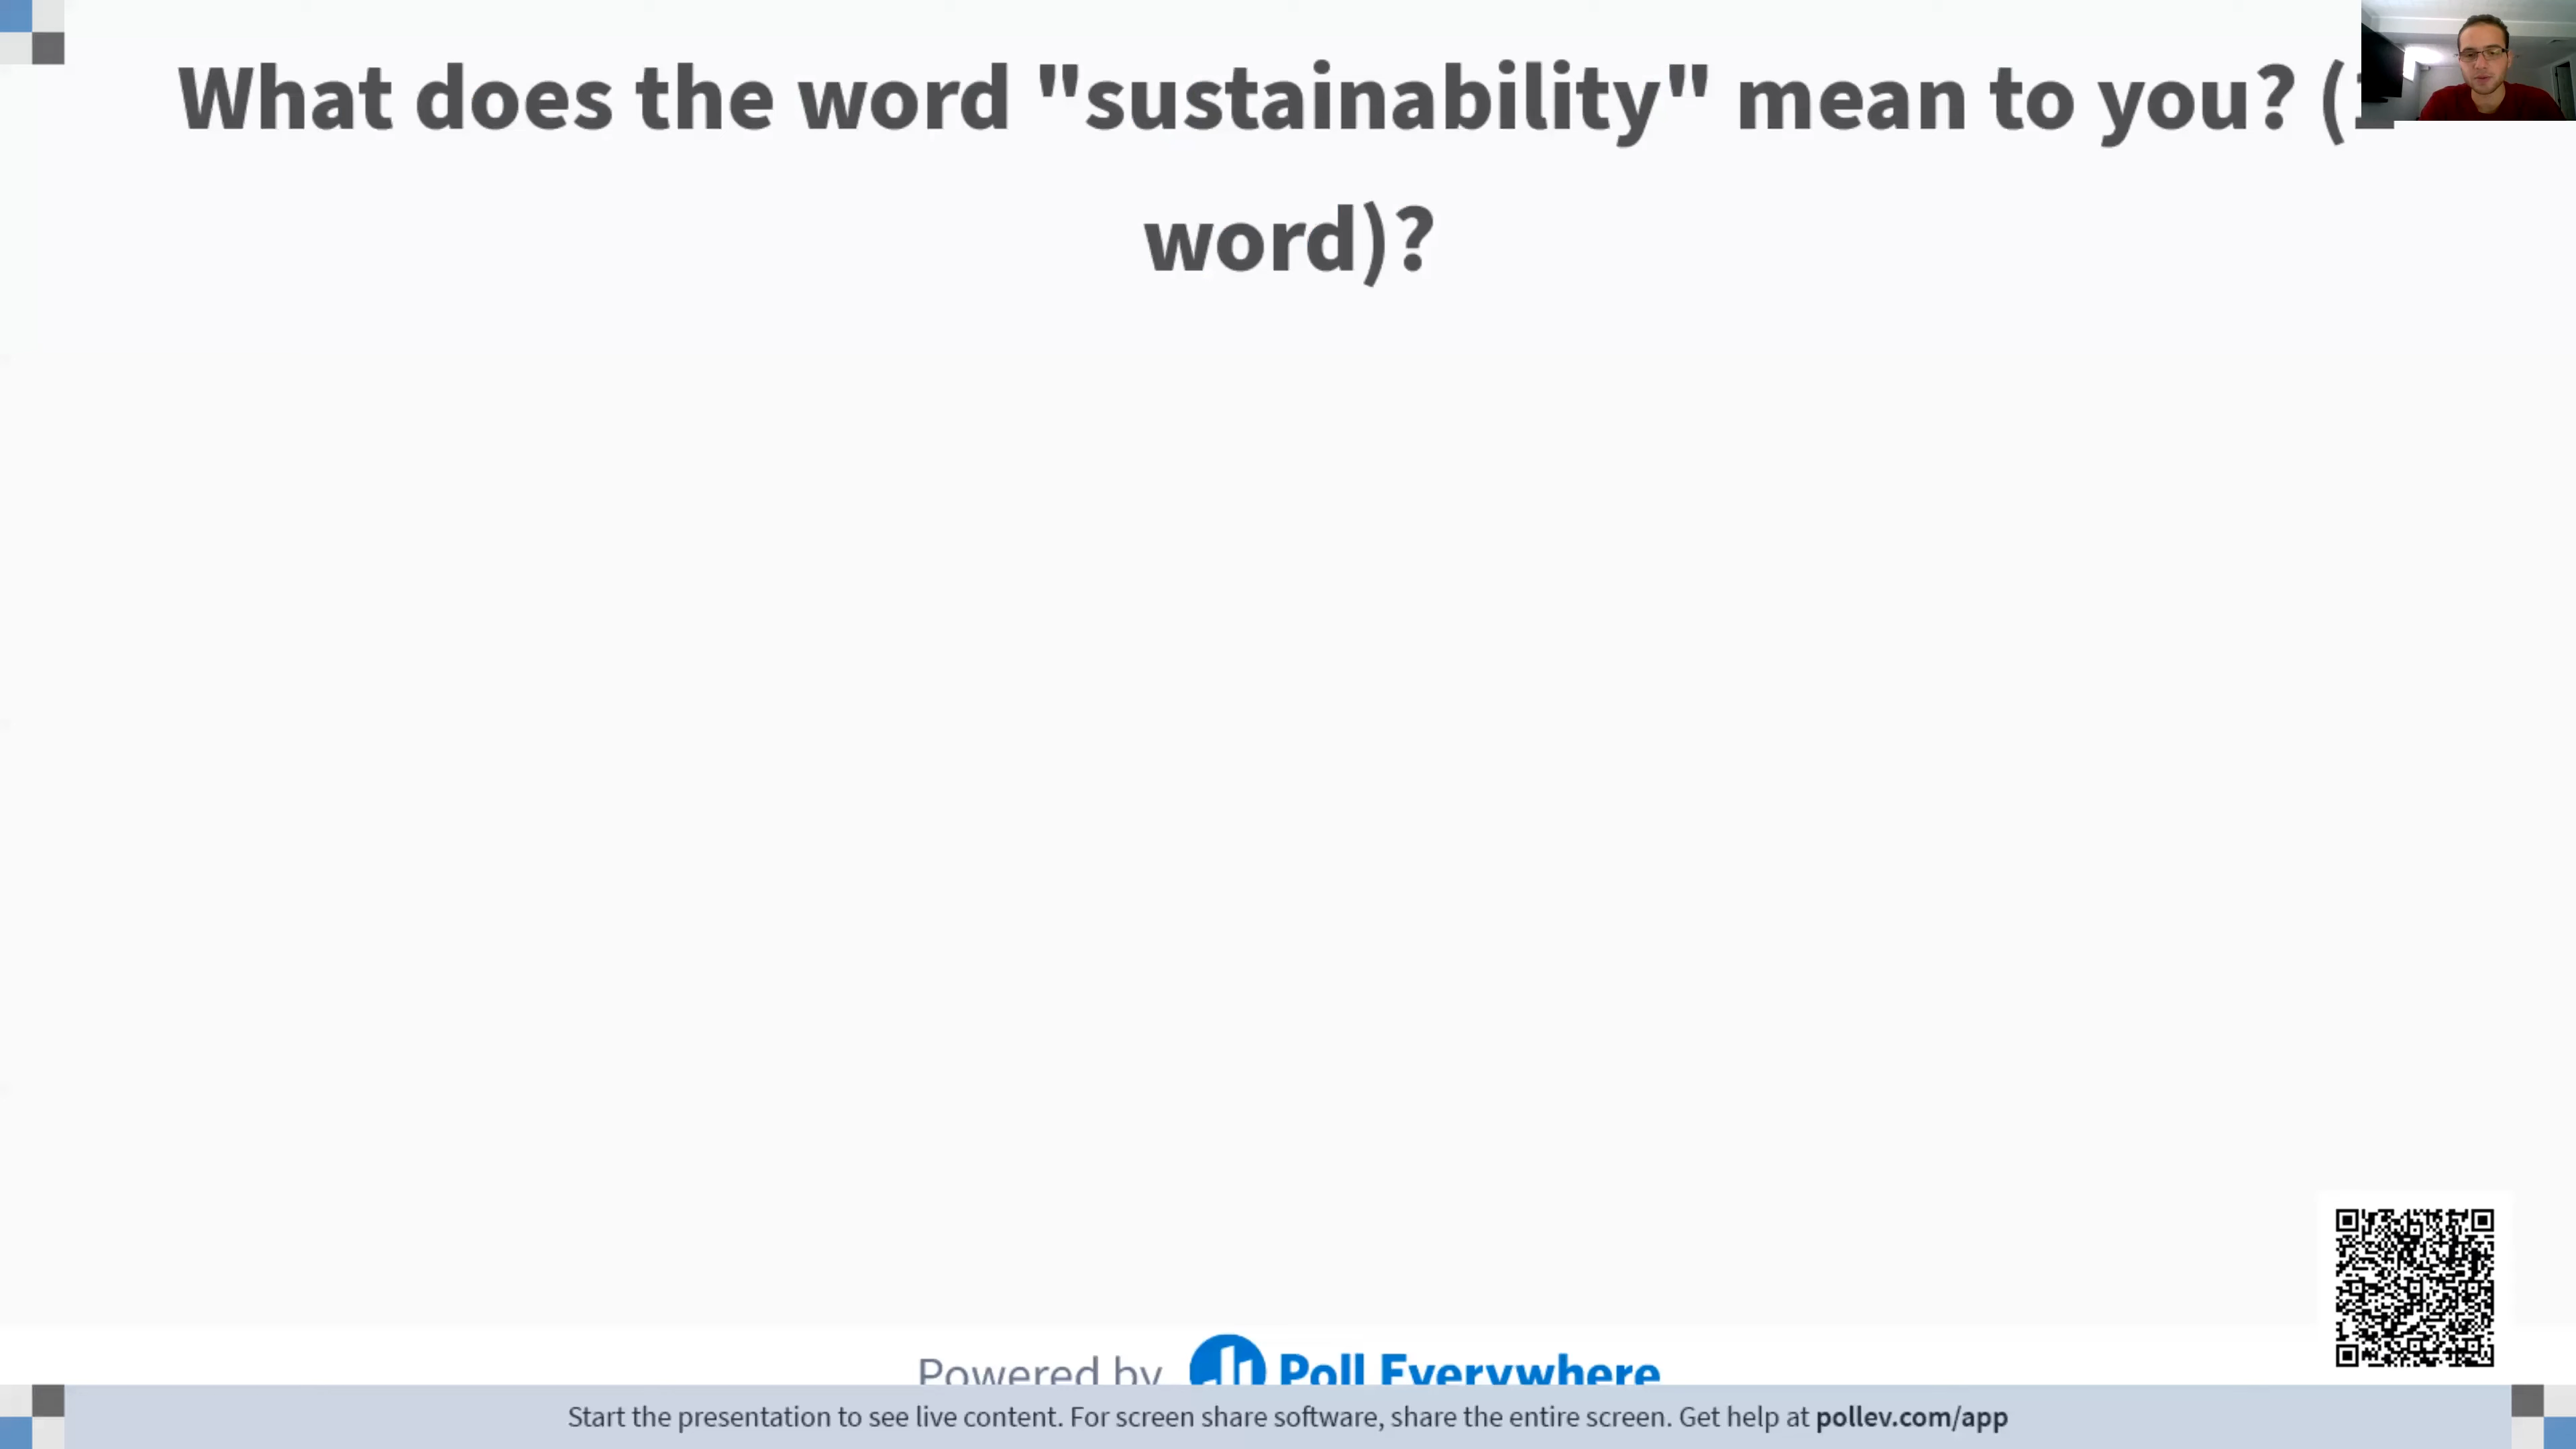 What does the word "sustainability" mean to you? (1
word)?
Powered by Poll Everywhere
Start the presentation to see live content. For screen share software, share the entire screen. Get help at pollev.com/app